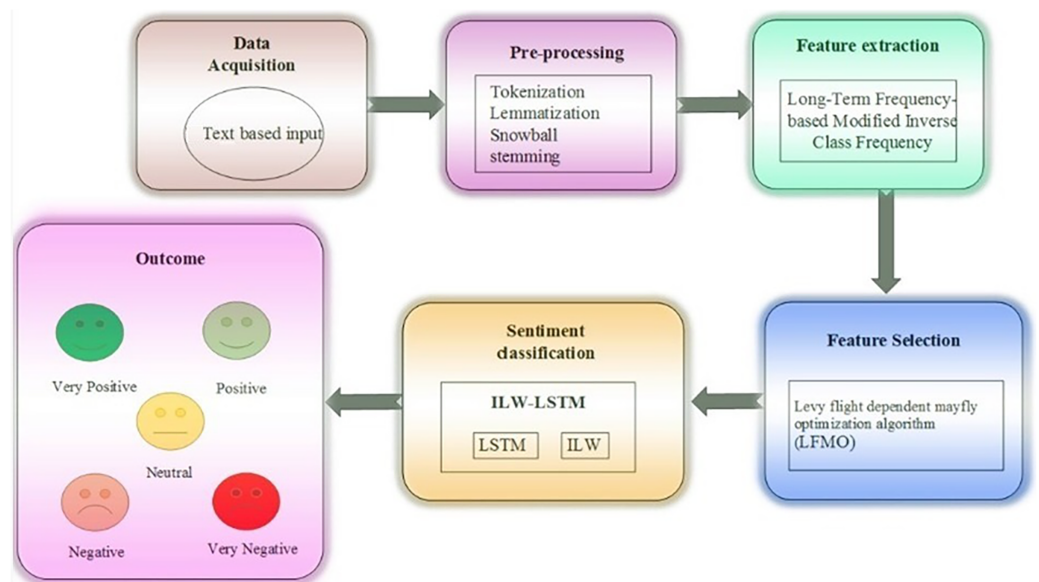 Data
Acquisition
Text based input
Pre-processing
Tokenization
Lemmatization
Snowball
stemming
Feature extraction
Long-Term Frequency-
based Modified Inverse
Class Frequency
Feature Selection
Levy flight dependent mayfly
optimization algorithm
(LFMO)
Sentiment
classification
ILW-LSTM
LSTM
ILW
Outcome
Very Positive
Positive
Neutral
Negative
Very Negative